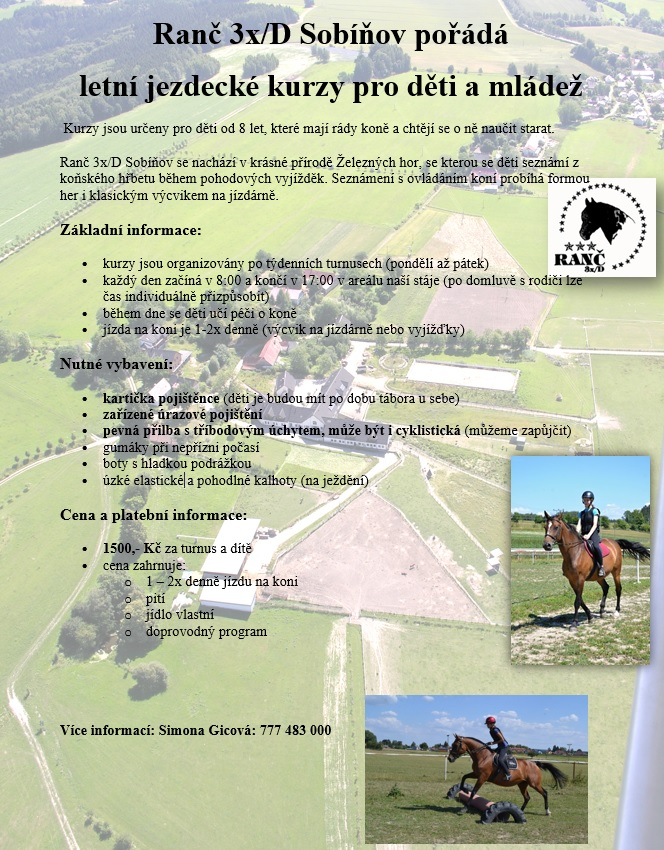 Ranč 3x/D Sobíňov pořádá
letní jezdecké kurzy pro děti a mládež
Kurzy jsou určeny pro děti od 8 let, které mají rády koně a chtějí se o ně naučit starat.
Ranč 3x/D Sobíňov se nachází v krásné přírodě Železných hor, se kterou se děti seznámí z
koňského hřbetu během pohodových vyjížděk. Seznámení s ovládáním koní probíhá formou
her i klasickým výcvikem na jízdárně.
RANČ
3x/D
Základní informace:
• kurzy jsou organizovány po týdenních turnusech (pondělí až pátek)
• každý den začíná v 8:00 a končí v 17:00 v areálu naší stáje (po domluvě s rodiči lze
čas individuálně přizpůsobit)
• během dne se děti učí péči o koně
• jízda na koni je 1-2x denně (výcvik na jízdárně nebo vyjížďky)
Nutné vybavení:
• kartička pojištěnce (děti je budou mít po dobu tábora u sebe)
• zařízené úrazové pojištění
• pevná přilba s tříbodovým úchytem, může být i cyklistická (můžeme zapůjčit)
• gumáky při nepřízni počasí
• boty s hladkou podrážkou
• úzké elastické a pohodlné kalhoty (na ježdění)
Cena a platební informace:
• 1500,- Kč za turnus a dítě
• cena zahrnuje:
o 1 – 2x denně jízdu na koni
o pití
o jídlo vlastní
o doprovodný program
Více informací: Simona Gicová: 777 483 000